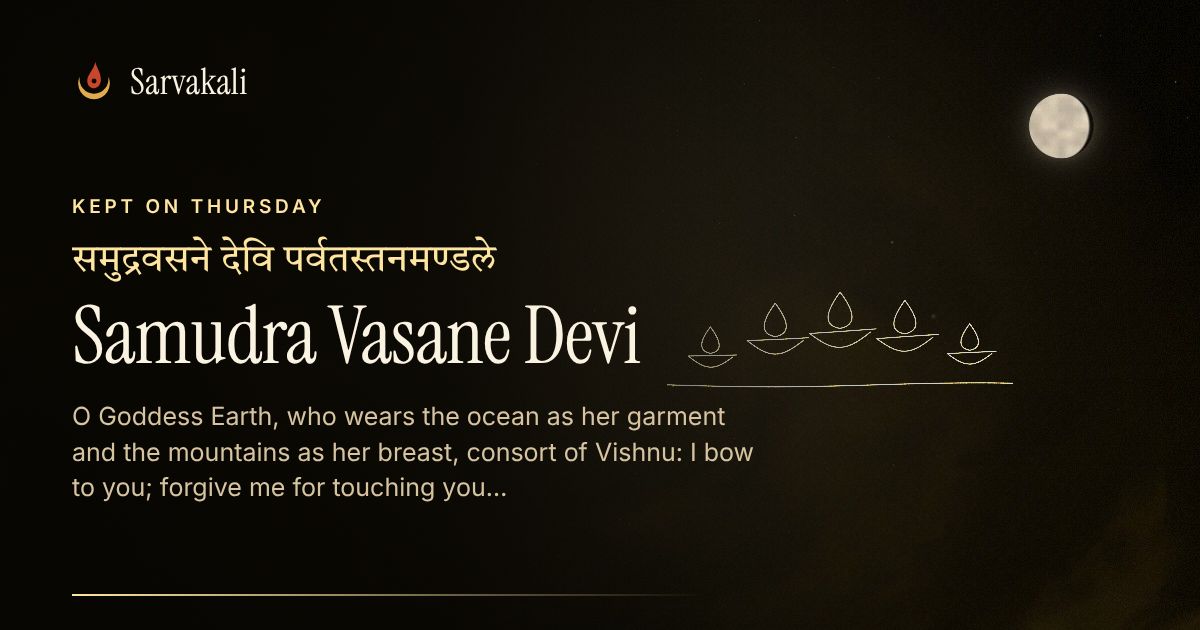 Sarvakali
KEPT ON THURSDAY
समुद्रवसने देवि पर्वतस्तनमण्डले
Samudra Vasane Devi
O Goddess Earth, who wears the ocean as her garment
and the mountains as her breast, consort of Vishnu: I bow
to you; forgive me for touching you…